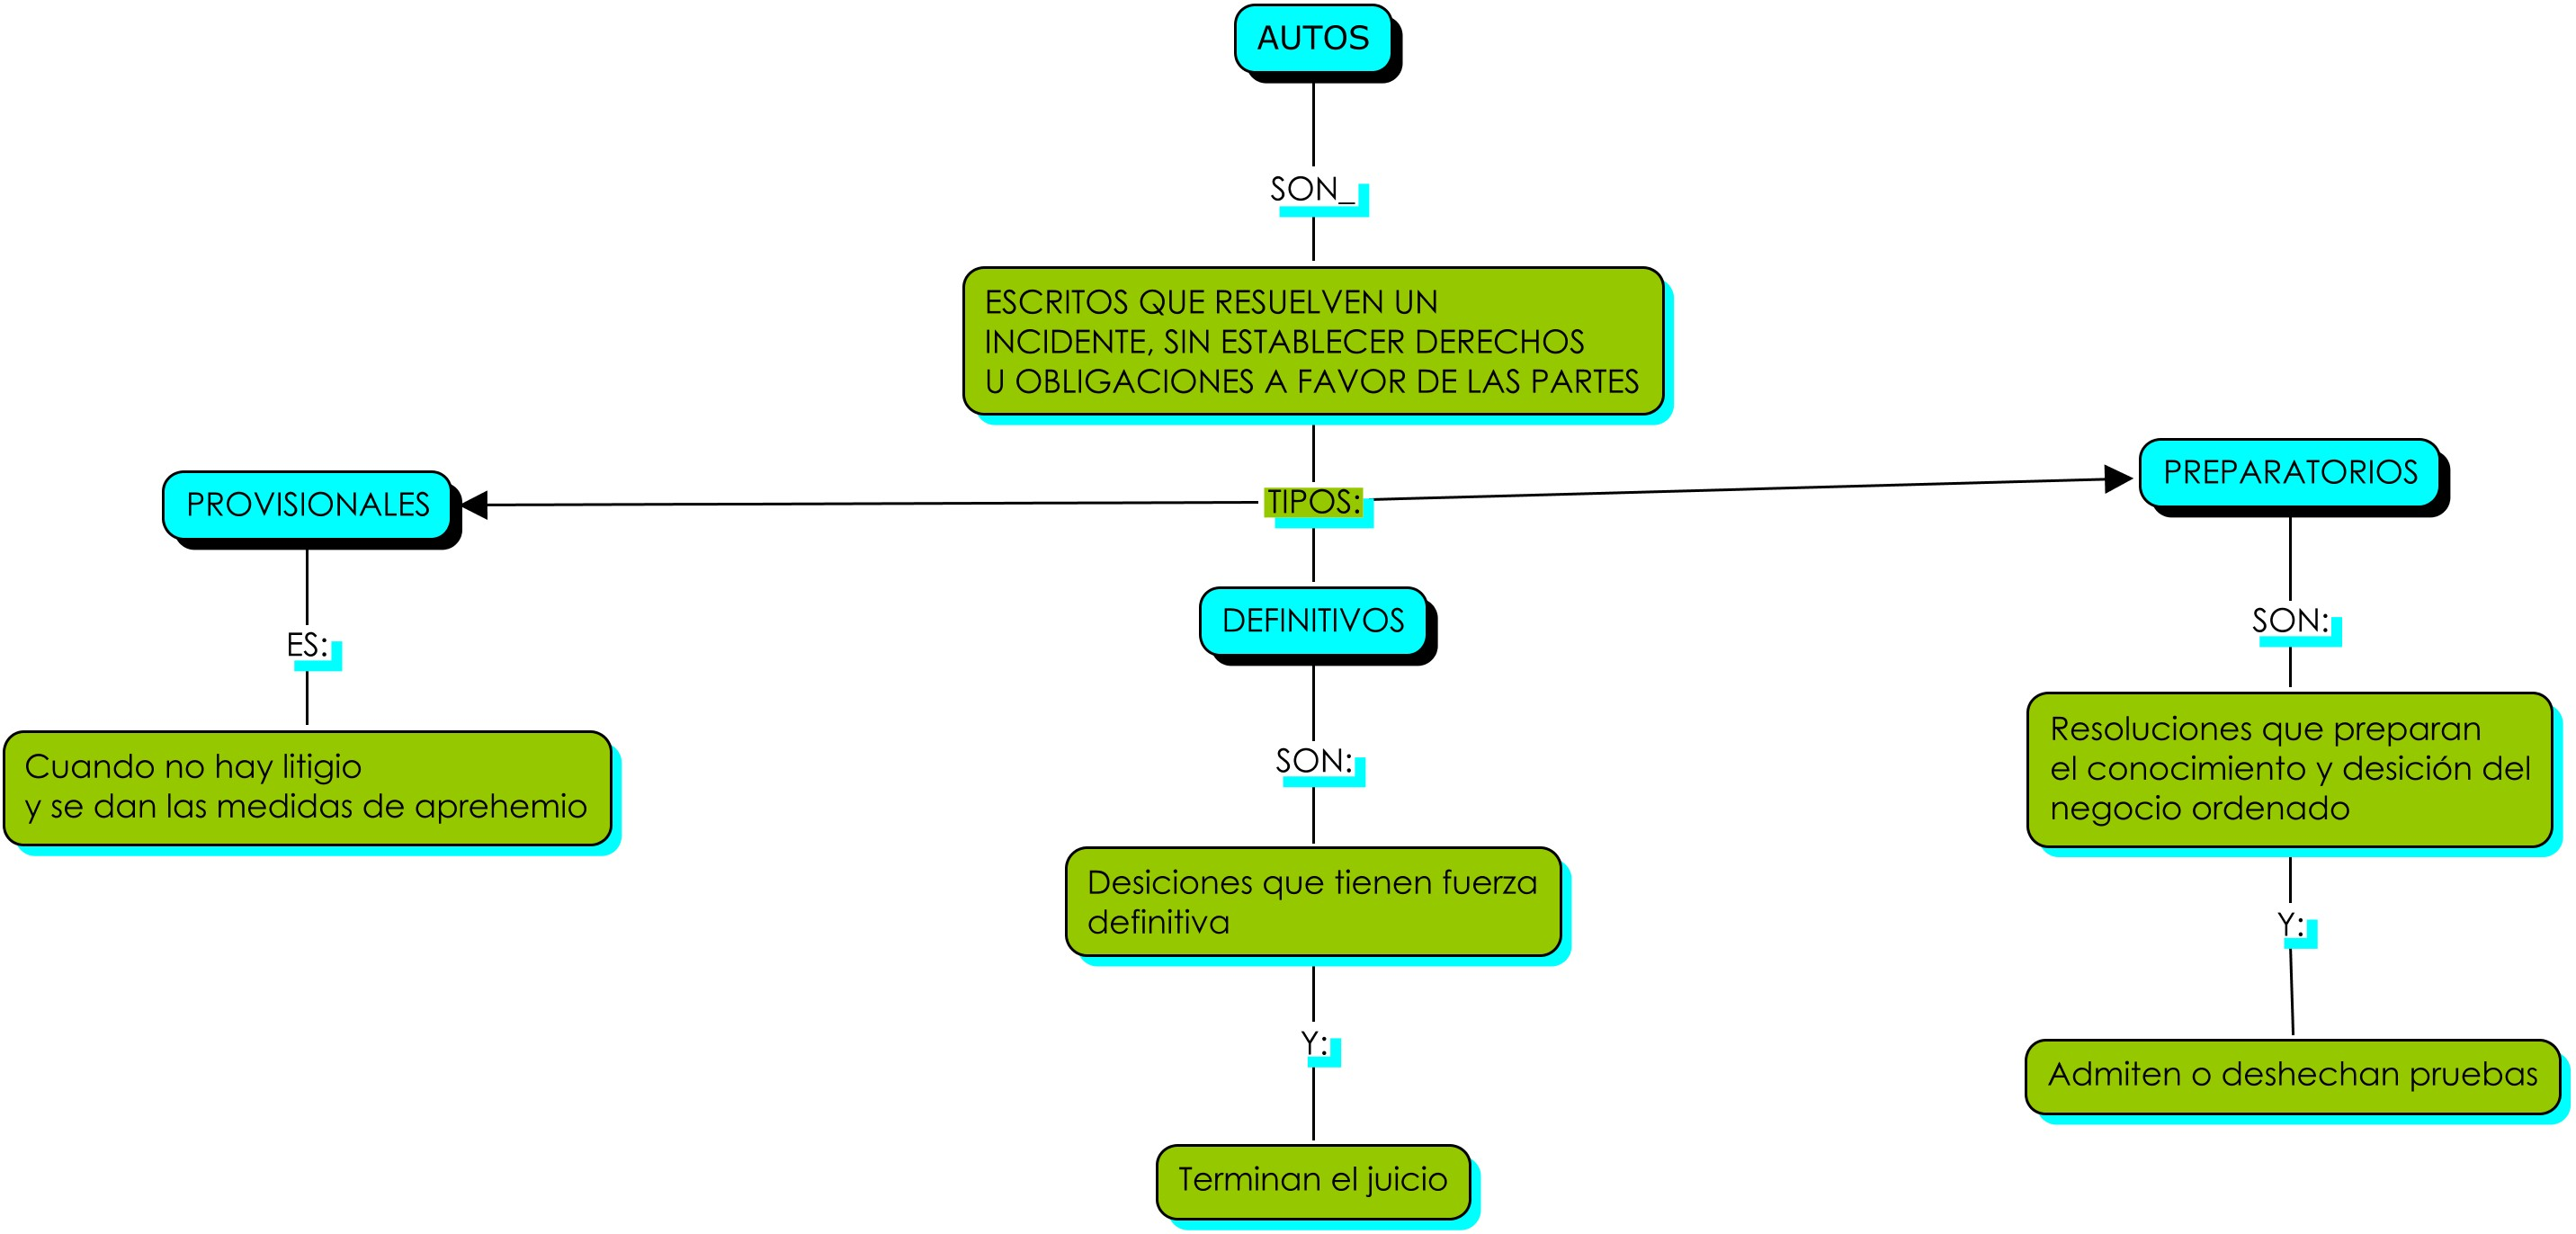 AUTOS
SON_
ESCRITOS QUE RESUELVEN UN
INCIDENTE, SIN ESTABLECER DERECHOS
U OBLIGACIONES A FAVOR DE LAS PARTES
TIPOS:
PROVISIONALES
ES:
Cuando no hay litigio
y se dan las medidas de aprehemio
DEFINITIVOS
SON:
Desiciones que tienen fuerza
definitiva
Y:
Terminan el juicio
PREPARATORIOS
SON:
Resoluciones que preparan
el conocimiento y desición del
negocio ordenado
Y:
Admiten o deshechan pruebas